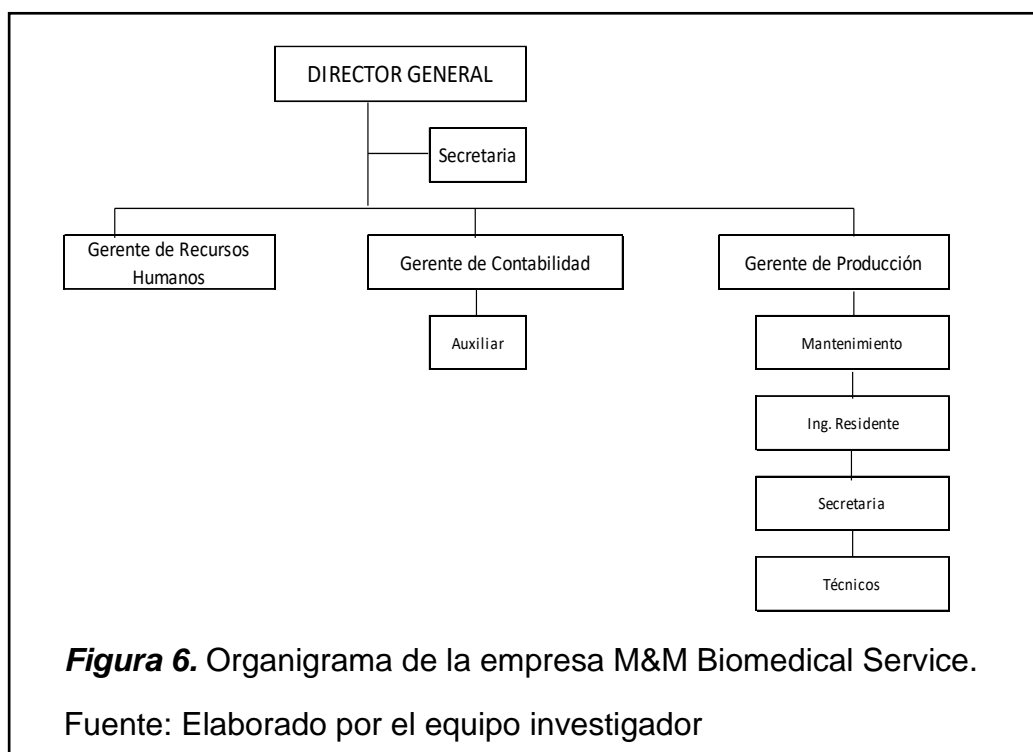 DIRECTOR GENERAL
Secretaria
Gerente de Recursos
Humanos
Gerente de Contabilidad
Gerente de Producción
Auxiliar
Mantenimiento
Ing. Residente
Secretaria
Técnicos
Figura 6. Organigrama de la empresa M&M Biomedical Service.
Fuente: Elaborado por el equipo investigador